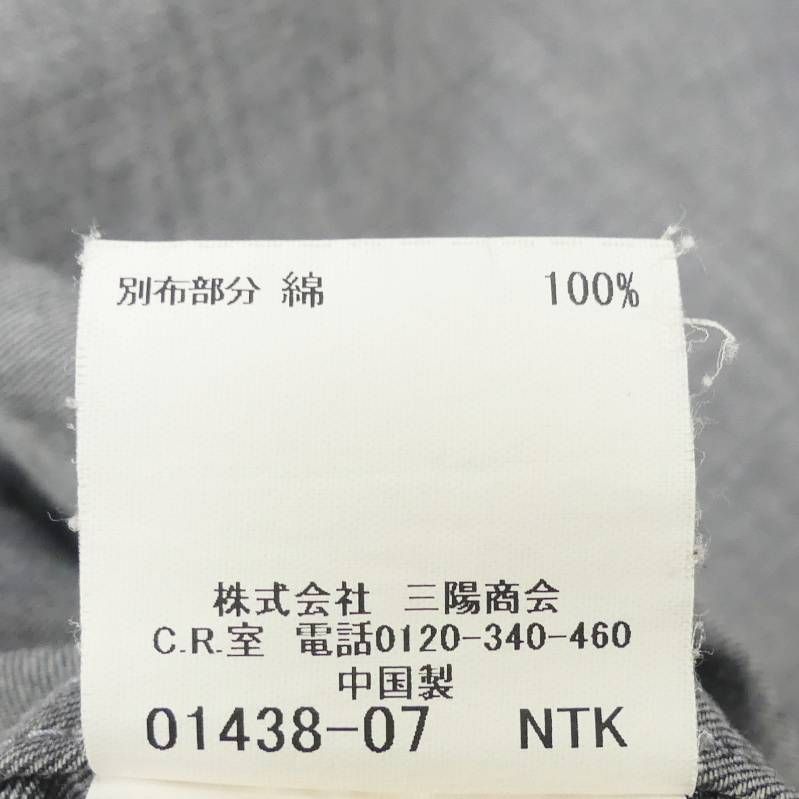 別布部分 綿 100%
株式会社 三陽商会
C.R.室 電話0120-340-460
中国製
01438-07 NTK